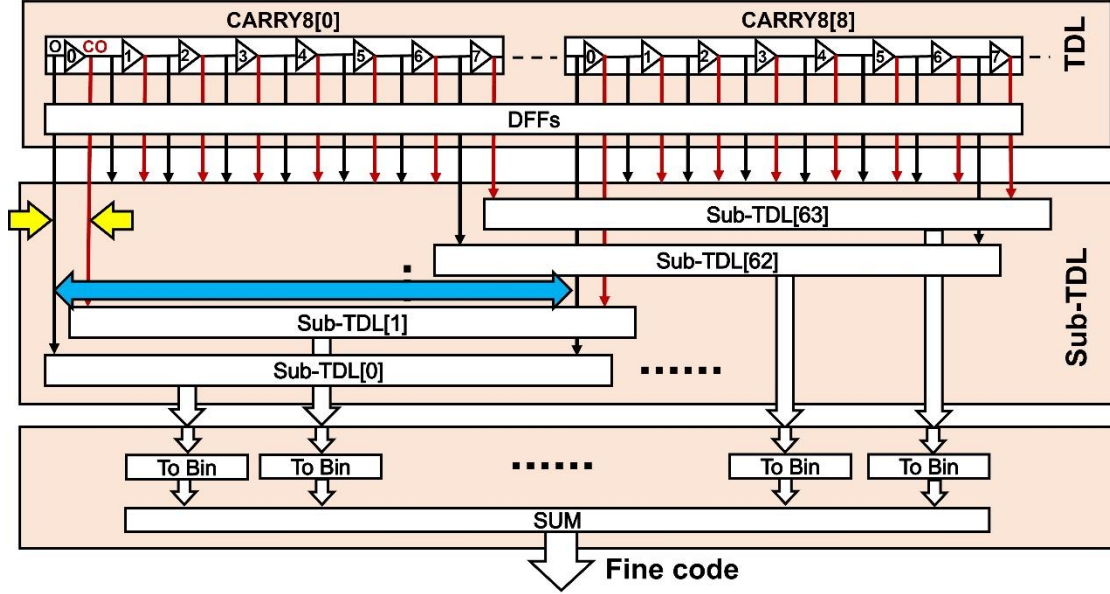 CARRY8[0] CARRY8[8]
O 0 CO 1 2 3 4 5 6 7 0 1 2 3 4 5 6 7
TDL
DFFs
Sub-TDL[63]
Sub-TDL[62]
Sub-TDL[1]
Sub-TDL[0]
Sub-TDL
To Bin To Bin To Bin To Bin
SUM
Fine code